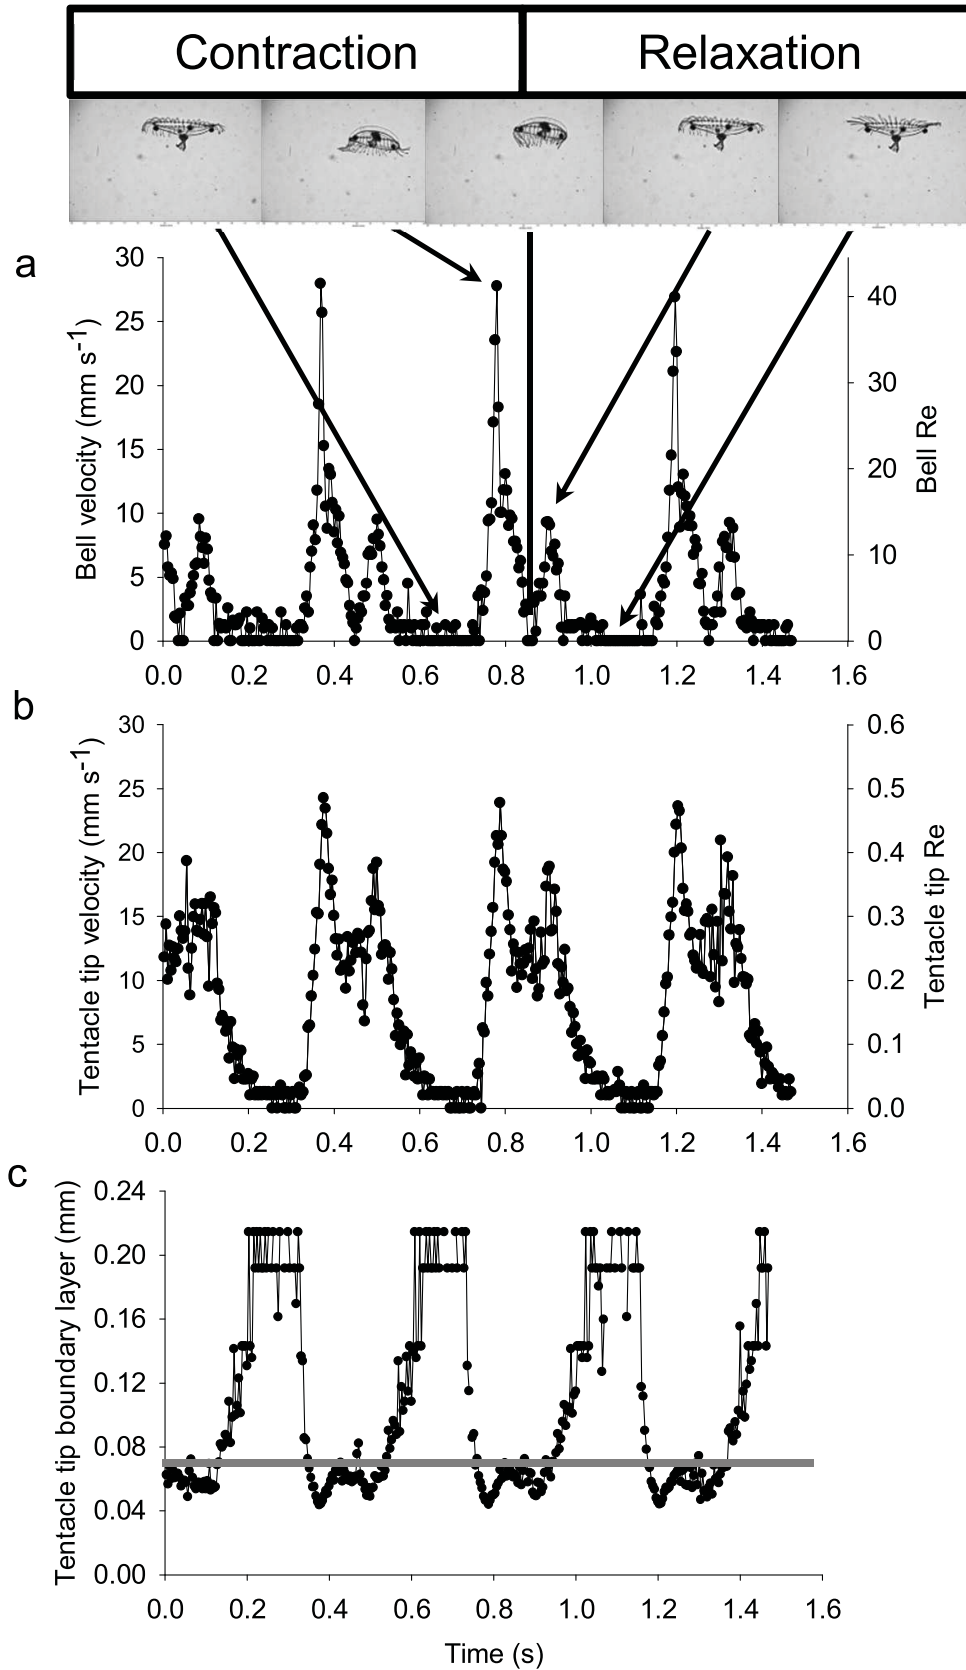 Contraction Relaxation
a
30
25
20
15
10
5
0
Bell velocity (mm s-1)
40
30
20
10
0
Bell Re
0.0 0.2 0.4 0.6 0.8 1.0 1.2 1.4 1.6
b
30
25
20
15
10
5
0
Tentacle tip velocity (mm s-1)
0.6
0.5
0.4
0.3
0.2
0.1
0.0
Tentacle tip Re
0.0 0.2 0.4 0.6 0.8 1.0 1.2 1.4 1.6
c
0.24
0.20
0.16
0.12
0.08
0.04
0.00
Tentacle tip boundary layer (mm)
0.0 0.2 0.4 0.6 0.8 1.0 1.2 1.4 1.6
Time (s)